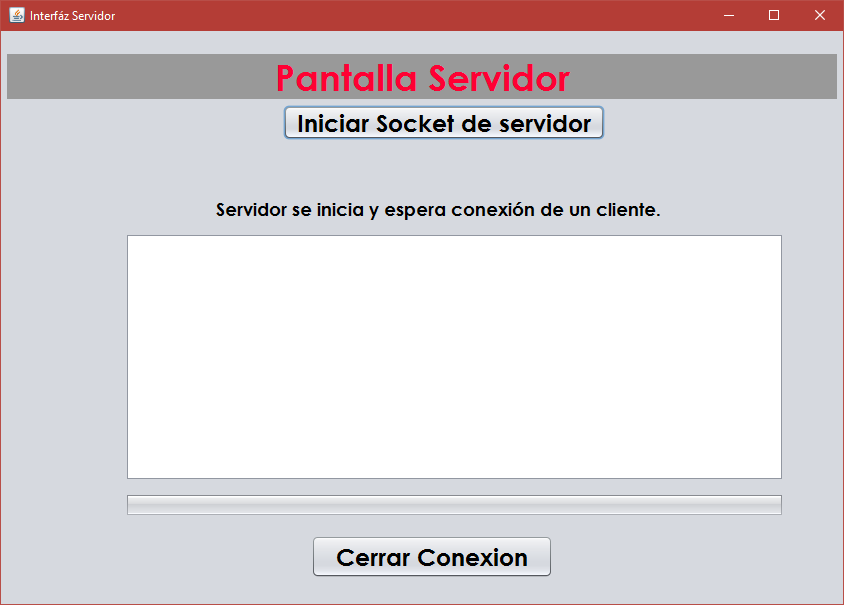 Interfáz Servidor
Pantalla Servidor
Iniciar Socket de servidor
Servidor se inicia y espera conexión de un cliente.
Cerrar Conexion